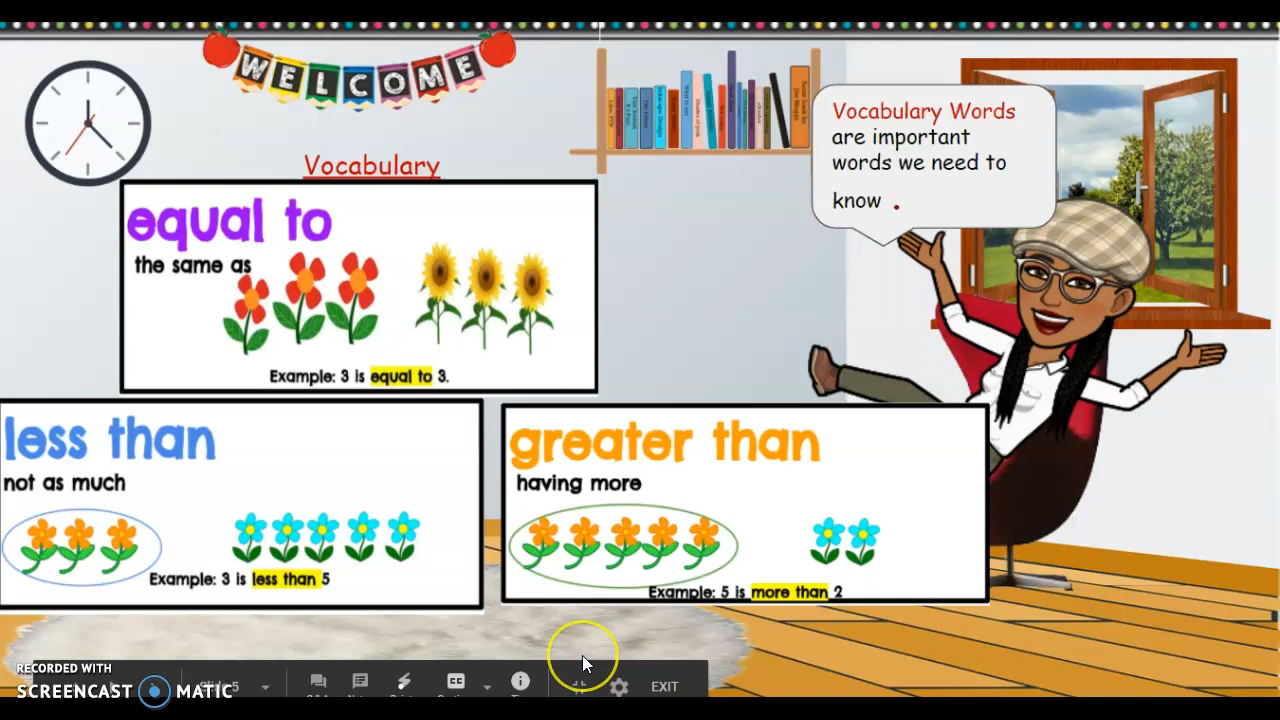 WELCOME
Vocabulary
Vocabulary Words
are important
words we need to
know .
equal to
the same as
Example: 3 is equal to 3.
less than
not as much
Example: 3 is less than 5
greater than
having more
Example: 5 is more than 2
RECORDED WITH
SCREENCAST MATIC
Slide 5
EXIT